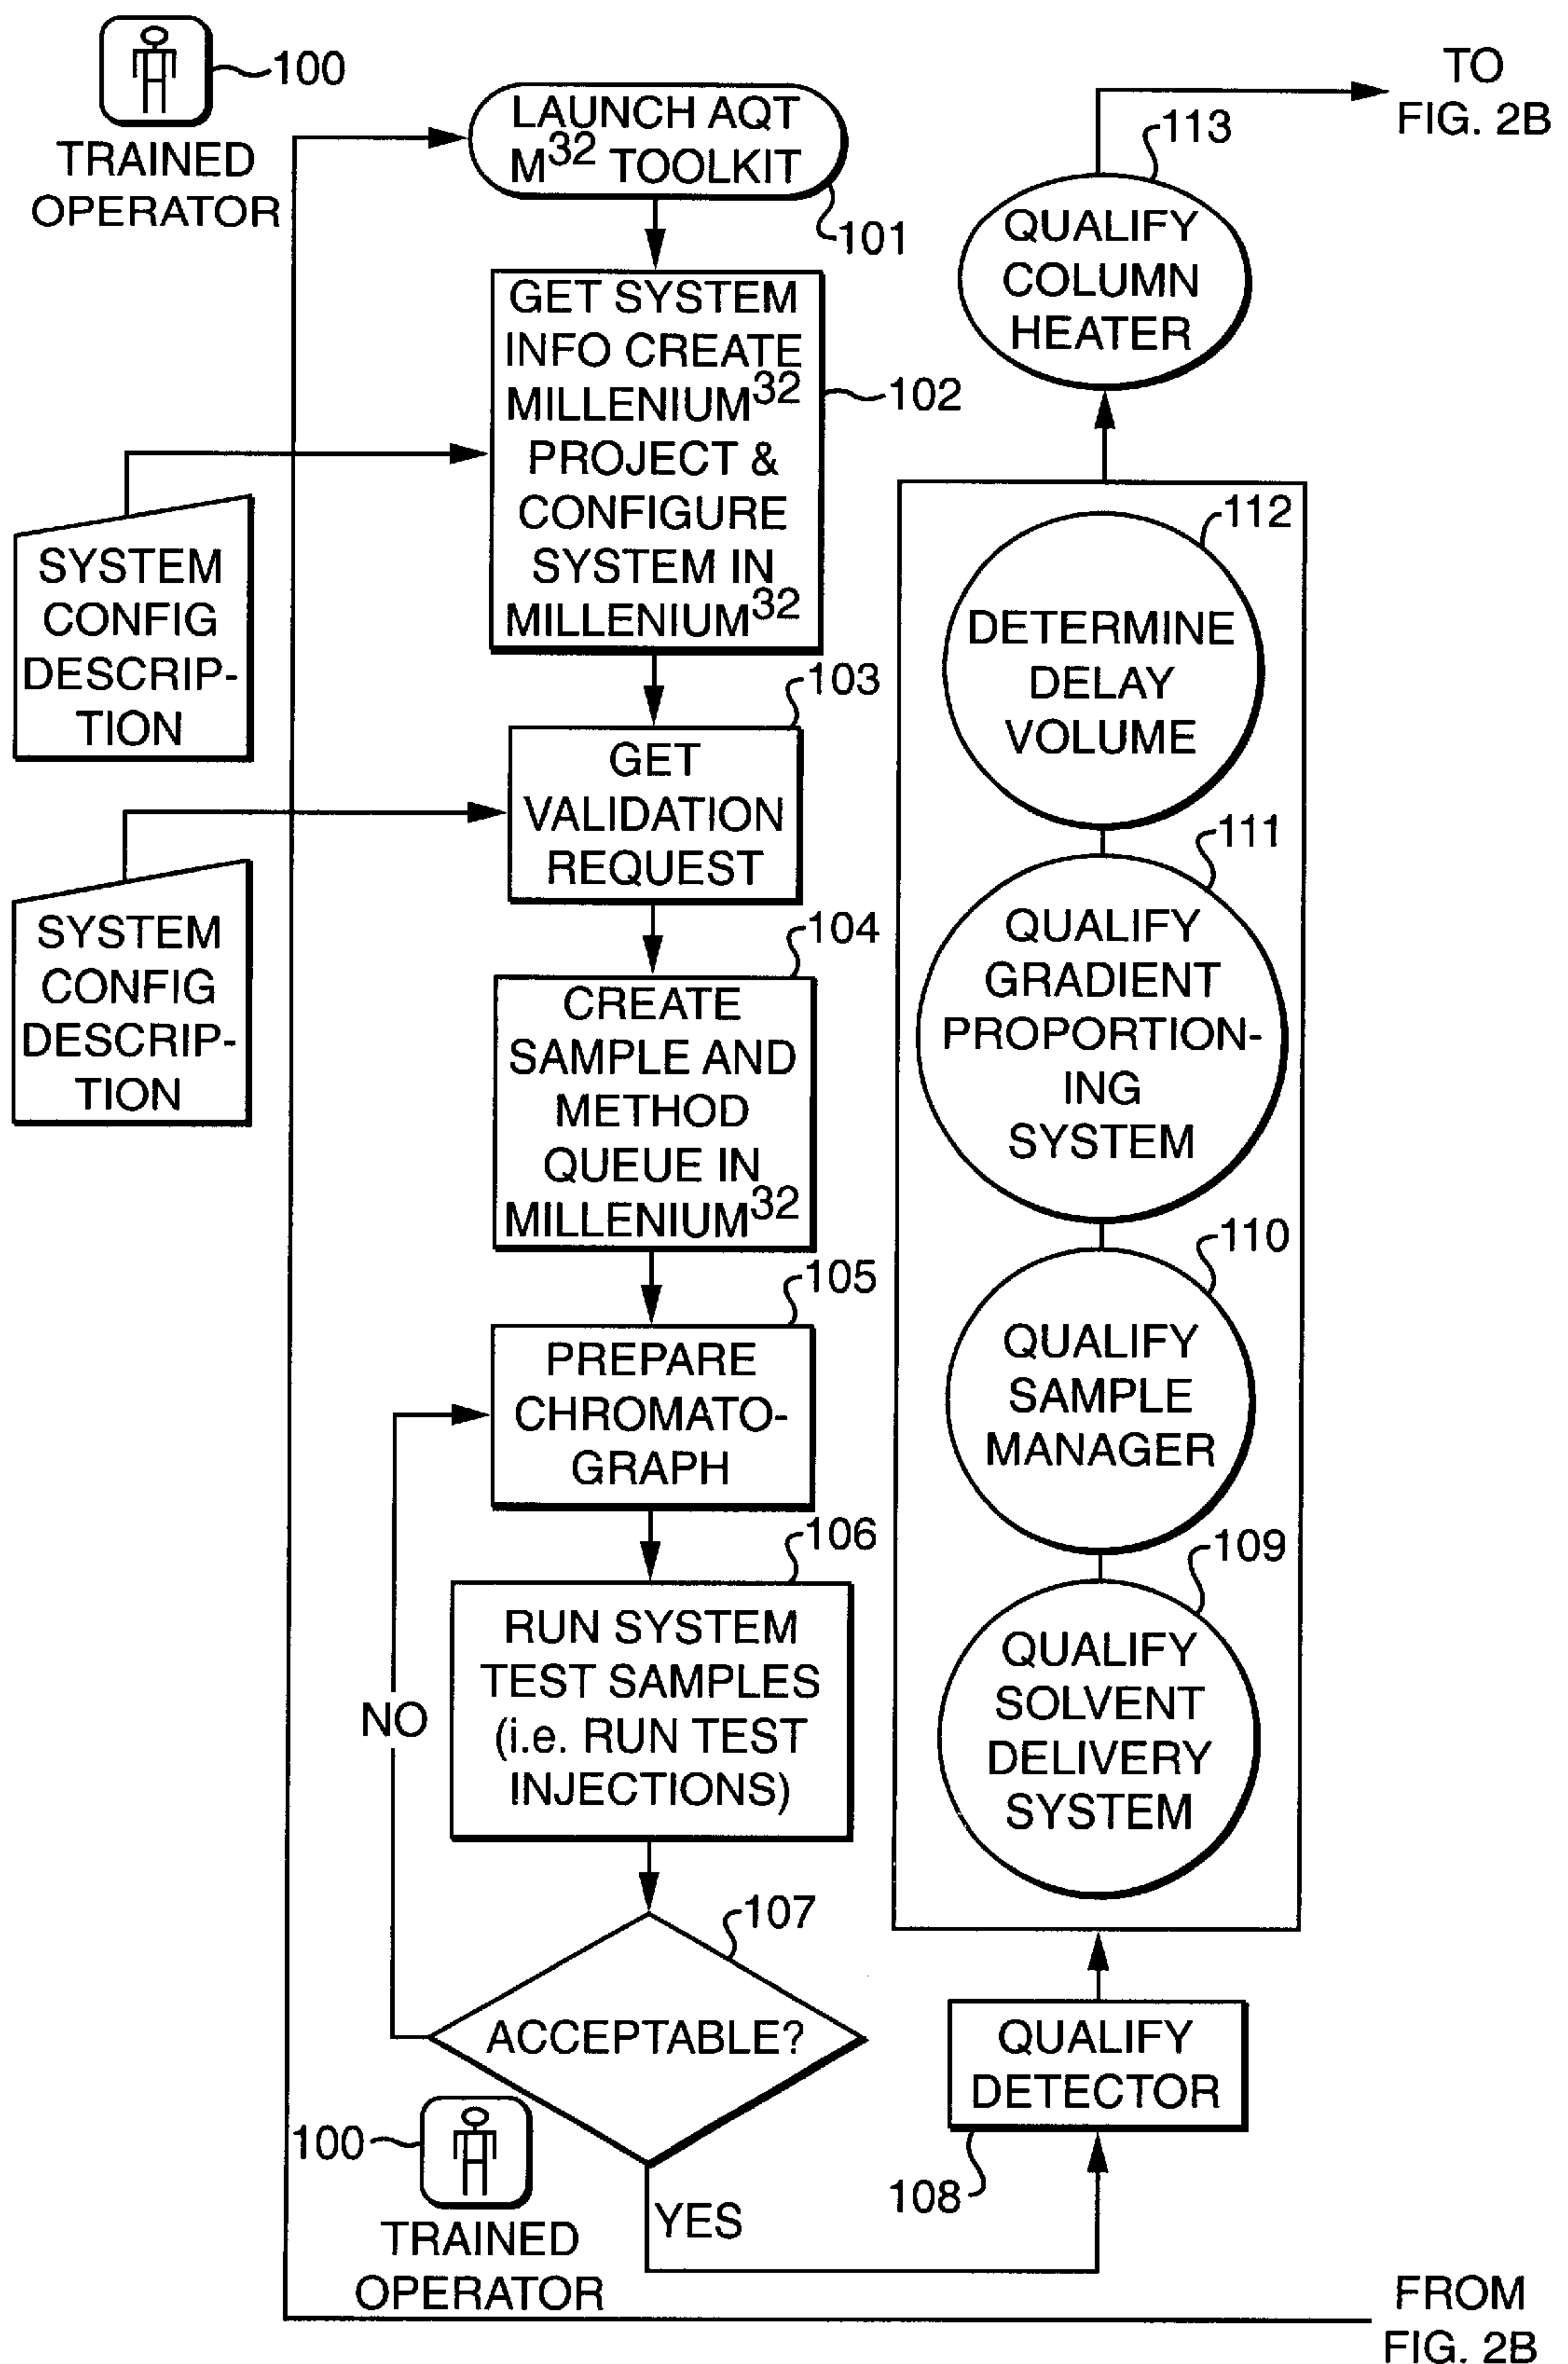 100
TRAINED
OPERATOR
LAUNCH AQT
M32 TOOLKIT
101
GET SYSTEM
INFO CREATE
MILLENIUM32
PROJECT &
CONFIGURE
SYSTEM IN
MILLENIUM32
102
SYSTEM
CONFIG
DESCRIP-
TION
103
GET
VALIDATION
REQUEST
SYSTEM
CONFIG
DESCRIP-
TION
104
CREATE
SAMPLE AND
METHOD
QUEUE IN
MILLENIUM32
105
PREPARE
CHROMATO-
GRAPH
106
RUN SYSTEM
TEST SAMPLES
(i.e. RUN TEST
INJECTIONS)
NO
107
ACCEPTABLE?
100
TRAINED
OPERATOR
YES
TO
FIG. 2B
113
QUALIFY
COLUMN
HEATER
112
DETERMINE
DELAY
VOLUME
111
QUALIFY
GRADIENT
PROPORTION-
ING
SYSTEM
110
QUALIFY
SAMPLE
MANAGER
109
QUALIFY
SOLVENT
DELIVERY
SYSTEM
QUALIFY
DETECTOR
108
FROM
FIG. 2B